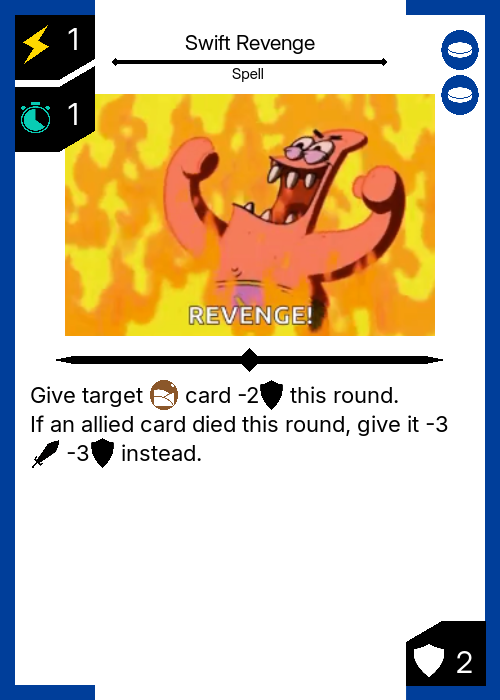 1
Swift Revenge
Spell
1
REVENGE!
Give target card -2 this round.
If an allied card died this round, give it -3
-3 instead.
2